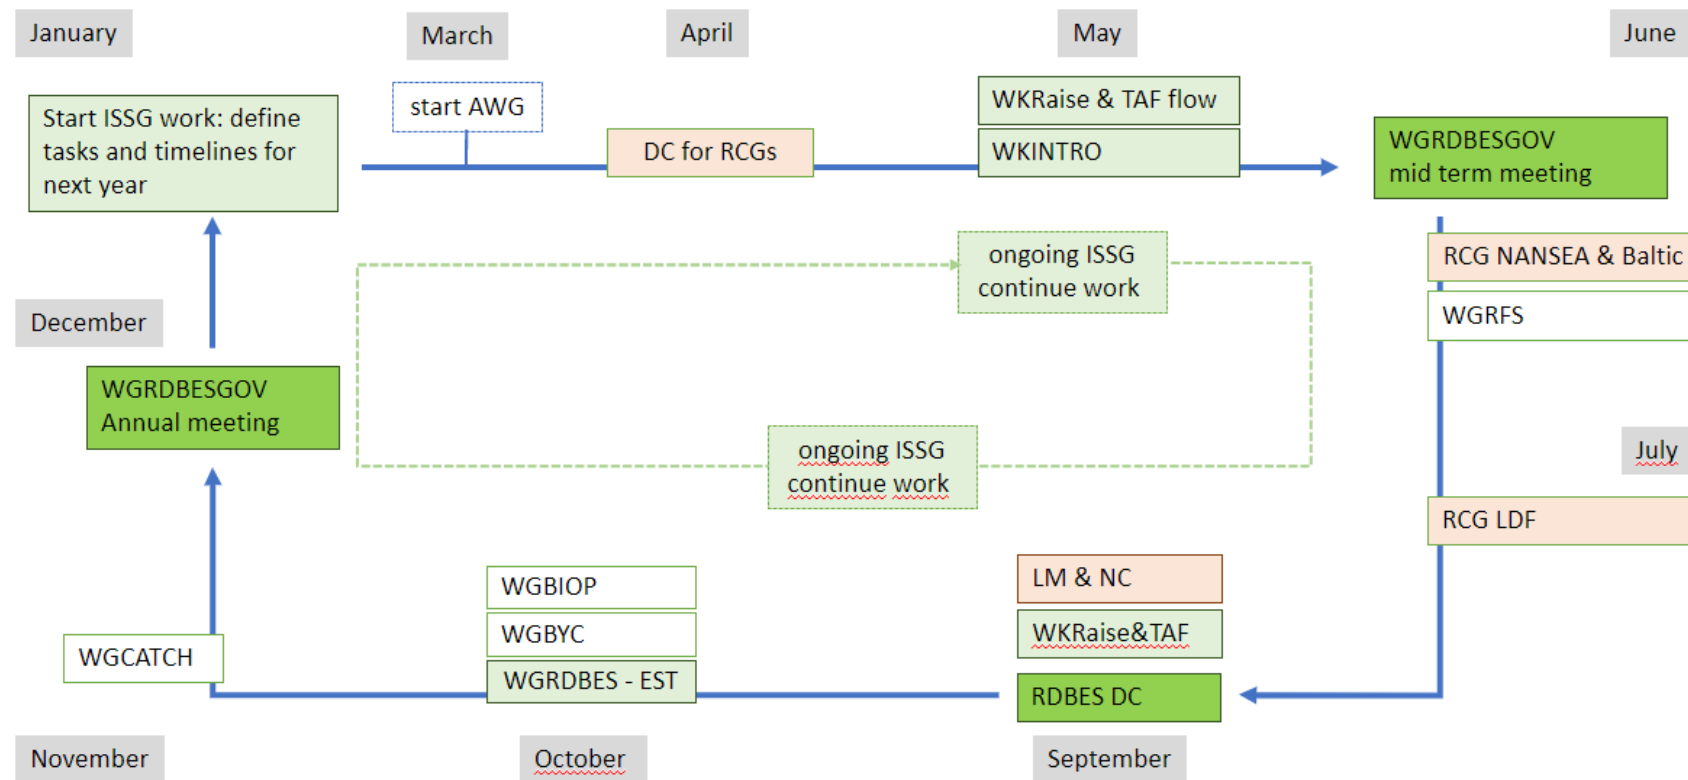 January
March
April
May
June
Start ISSG work: define
tasks and timelines for
next year
start AWG
DC for RCGs
WKRaise & TAF flow
WKINTRO
WGRDBESGOV
mid term meeting
ongoing ISSG
continue work
RCG NANSEA & Baltic
WGRFS
December
WGRDBESGOV
Annual meeting
ongoing ISSG
continue work
July
RCG LDF
WGBIOP
WGBYC
WGRDBES - EST
LM & NC
WKRaise&TAF
RDBES DC
WGCATCH
November
October
September